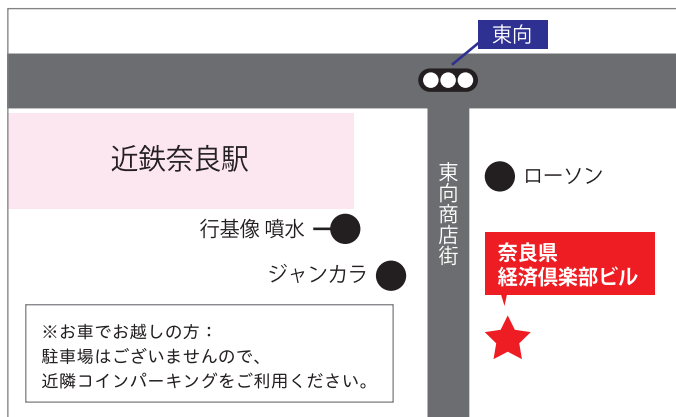 東向
近鉄奈良駅
東向商店街
ローソン
行基像 噴水
奈良県
経済倶楽部ビル
ジャンカラ
※お車でお越しの方：
駐車場はございませんので、
近隣コインパーキングをご利用ください。